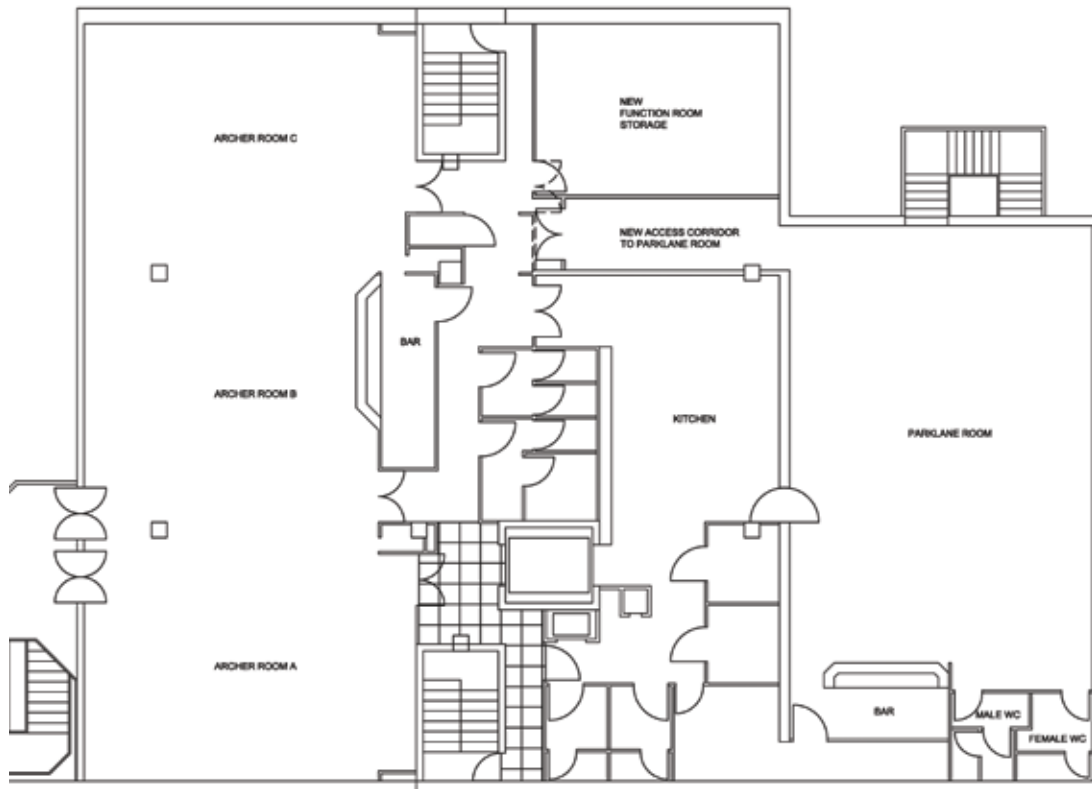 NEW
FUNCTION ROOM
STORAGE
ARCHER ROOM C
NEW ACCESS CORRIDOR
TO PARKLANE ROOM
BAR
ARCHER ROOM B
KITCHEN
PARKLANE ROOM
ARCHER ROOM A
BAR
MALE WC
FEMALE WC